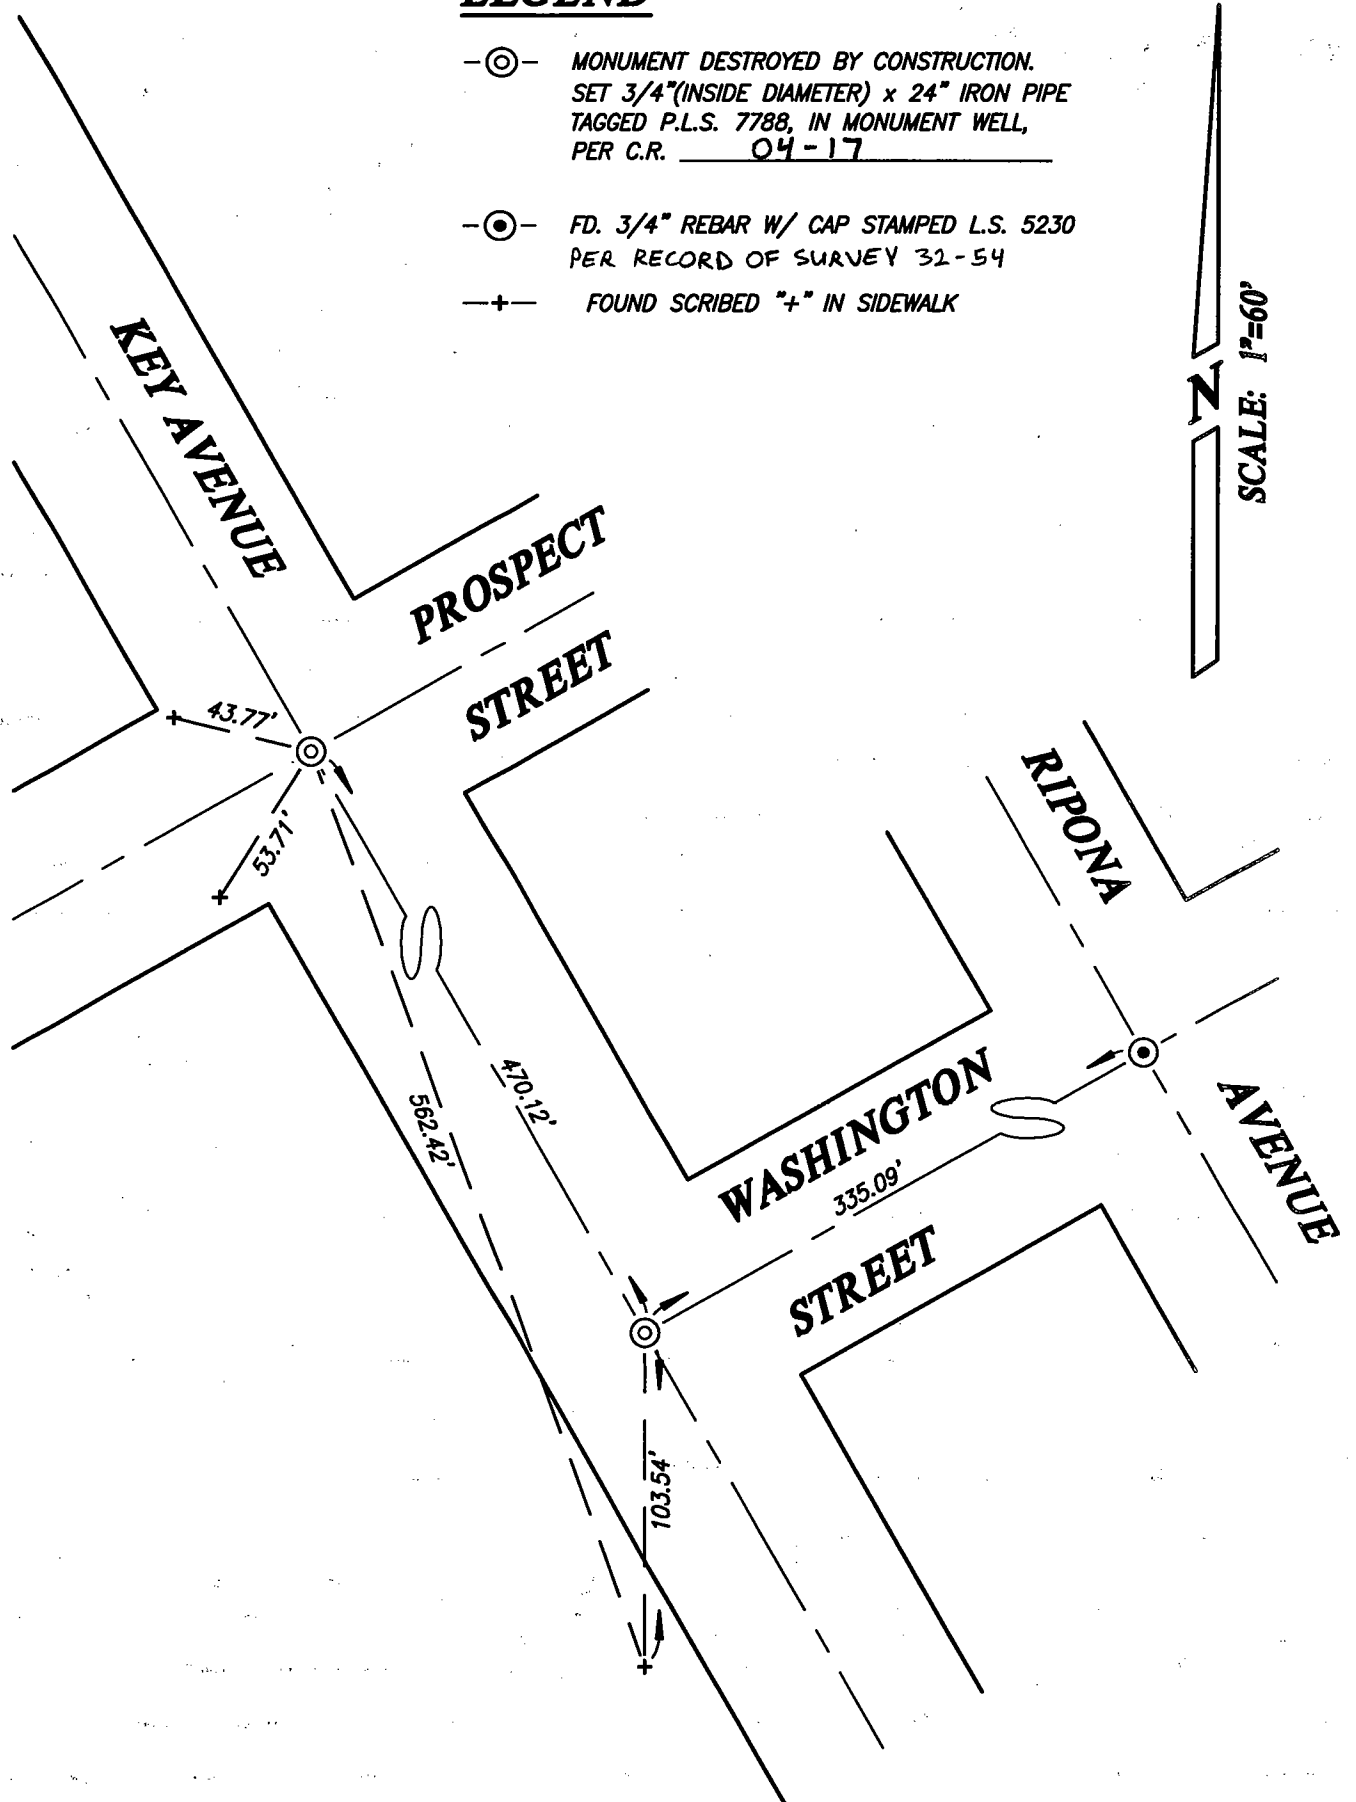 LEGEND
MONUMENT DESTROYED BY CONSTRUCTION.
SET 3/4"(INSIDE DIAMETER) x 24" IRON PIPE
TAGGED P.L.S. 7788, IN MONUMENT WELL,
PER C.R. 04-17
FD. 3/4" REBAR W/ CAP STAMPED L.S. 5230
PER RECORD OF SURVEY 32-54
FOUND SCRIBED "+" IN SIDEWALK
N
SCALE: 1"=60'
KEY AVENUE
PROSPECT
STREET
43.77'
53.71'
RIPONA
AVENUE
470.12'
562.42'
WASHINGTON
335.09'
STREET
103.54'